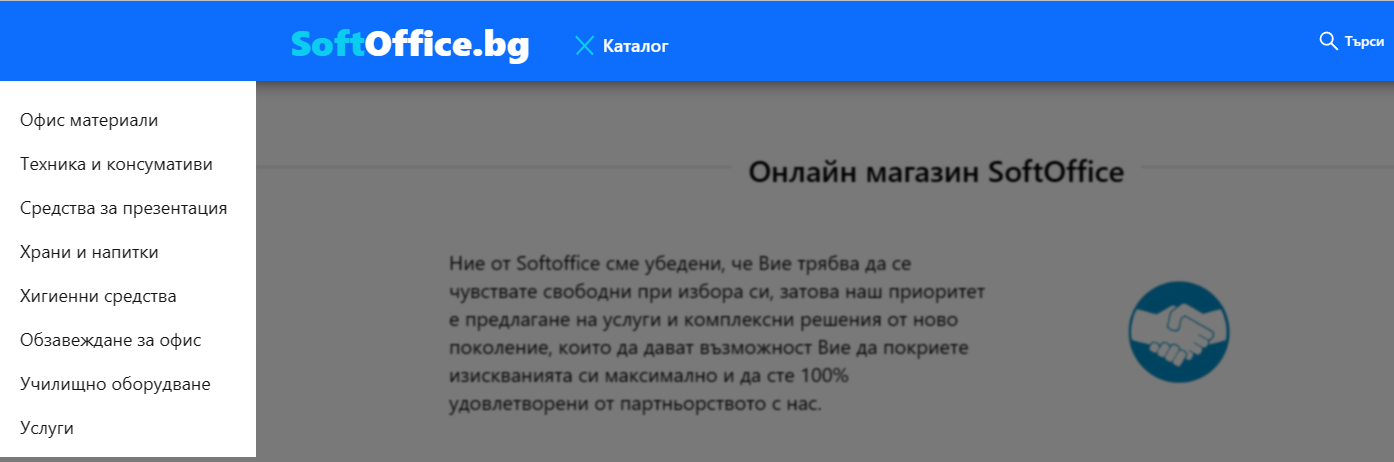 SoftOffice.bg
Каталог
Търси
Офис материали
Техника и консумативи
Средства за презентация
Храни и напитки
Хигиенни средства
Обзавеждане за офис
Училищно оборудване
Услуги
Онлайн магазин SoftOffice
Ние от Softoffice сме убедени, че Вие трябва да се
чувствате свободни при избора си, затова наш приоритет
е предлагане на услуги и комплексни решения от ново
поколение, които да дават възможност Вие да покриете
изискванията си максимално и да сте 100%
удовлетворени от партньорството с нас.